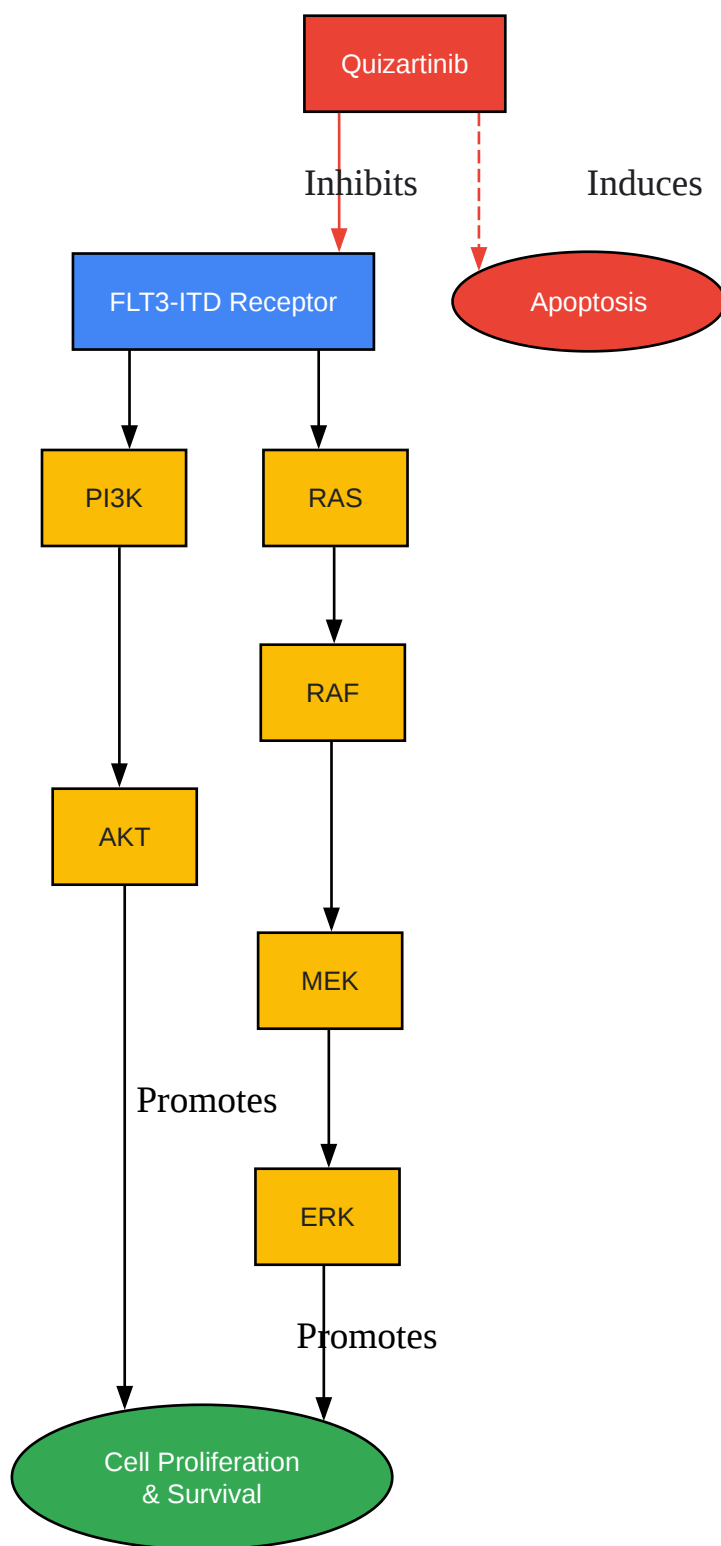 Quizartinib
Inhibits
Induces
FLT3-ITD Receptor
Apoptosis
PI3K
RAS
RAF
AKT
MEK
Promotes
ERK
Promotes
Cell Proliferation
& Survival